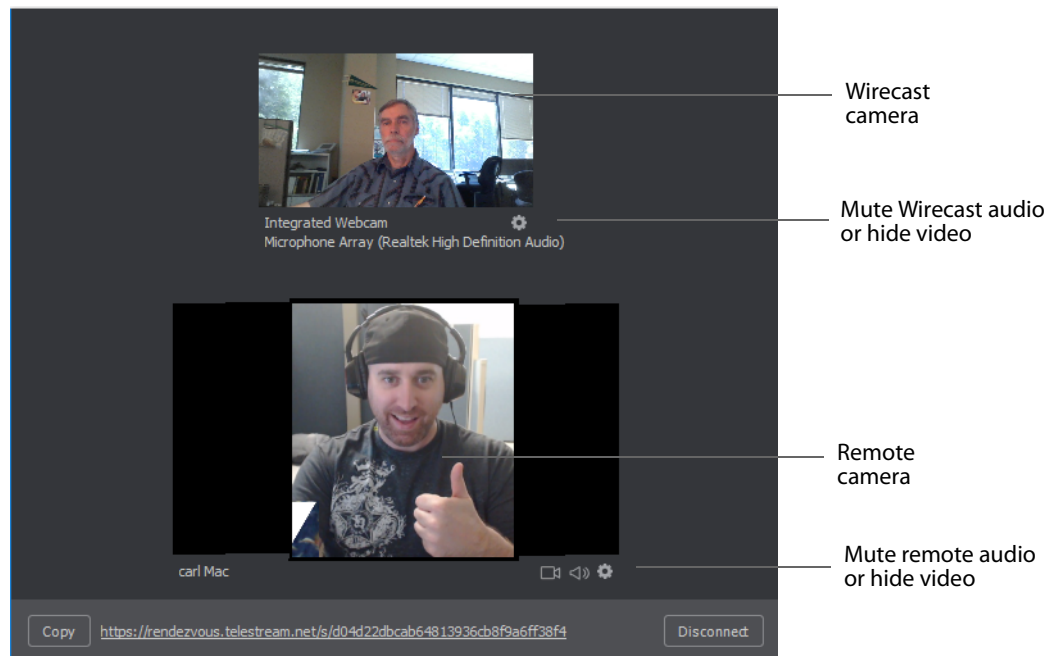 Wirecast
camera
Integrated Webcam
Microphone Array (Realtek High Definition Audio)
Mute Wirecast audio
or hide video
Remote
camera
carl Mac
Mute remote audio
or hide video
Copy
https://rendezvous.telestream.net/s/d04d22dbcab64813936cb8f9a6ff38f4
Disconnect